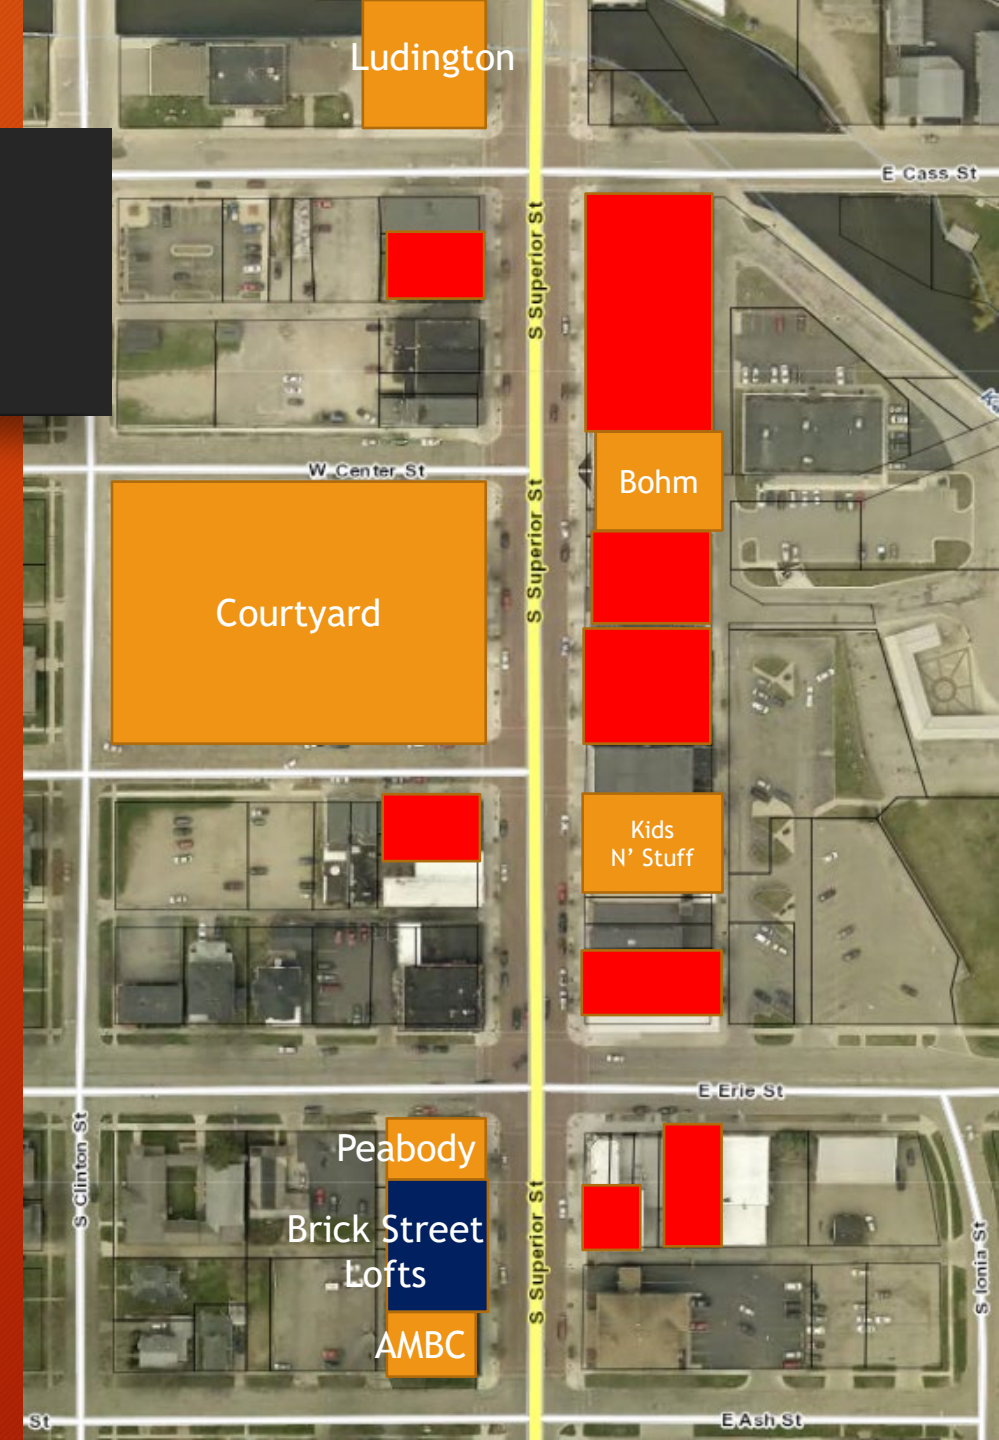 Ludington
E Cass St
S Superior St
W Center St
Bohm
S Superior St
Courtyard
Kids
N' Stuff
E Erie St
S Clinton St
Peabody
Brick Street
Lofts
S Superior St
S Ionia St
AMBC
St
E Ash St